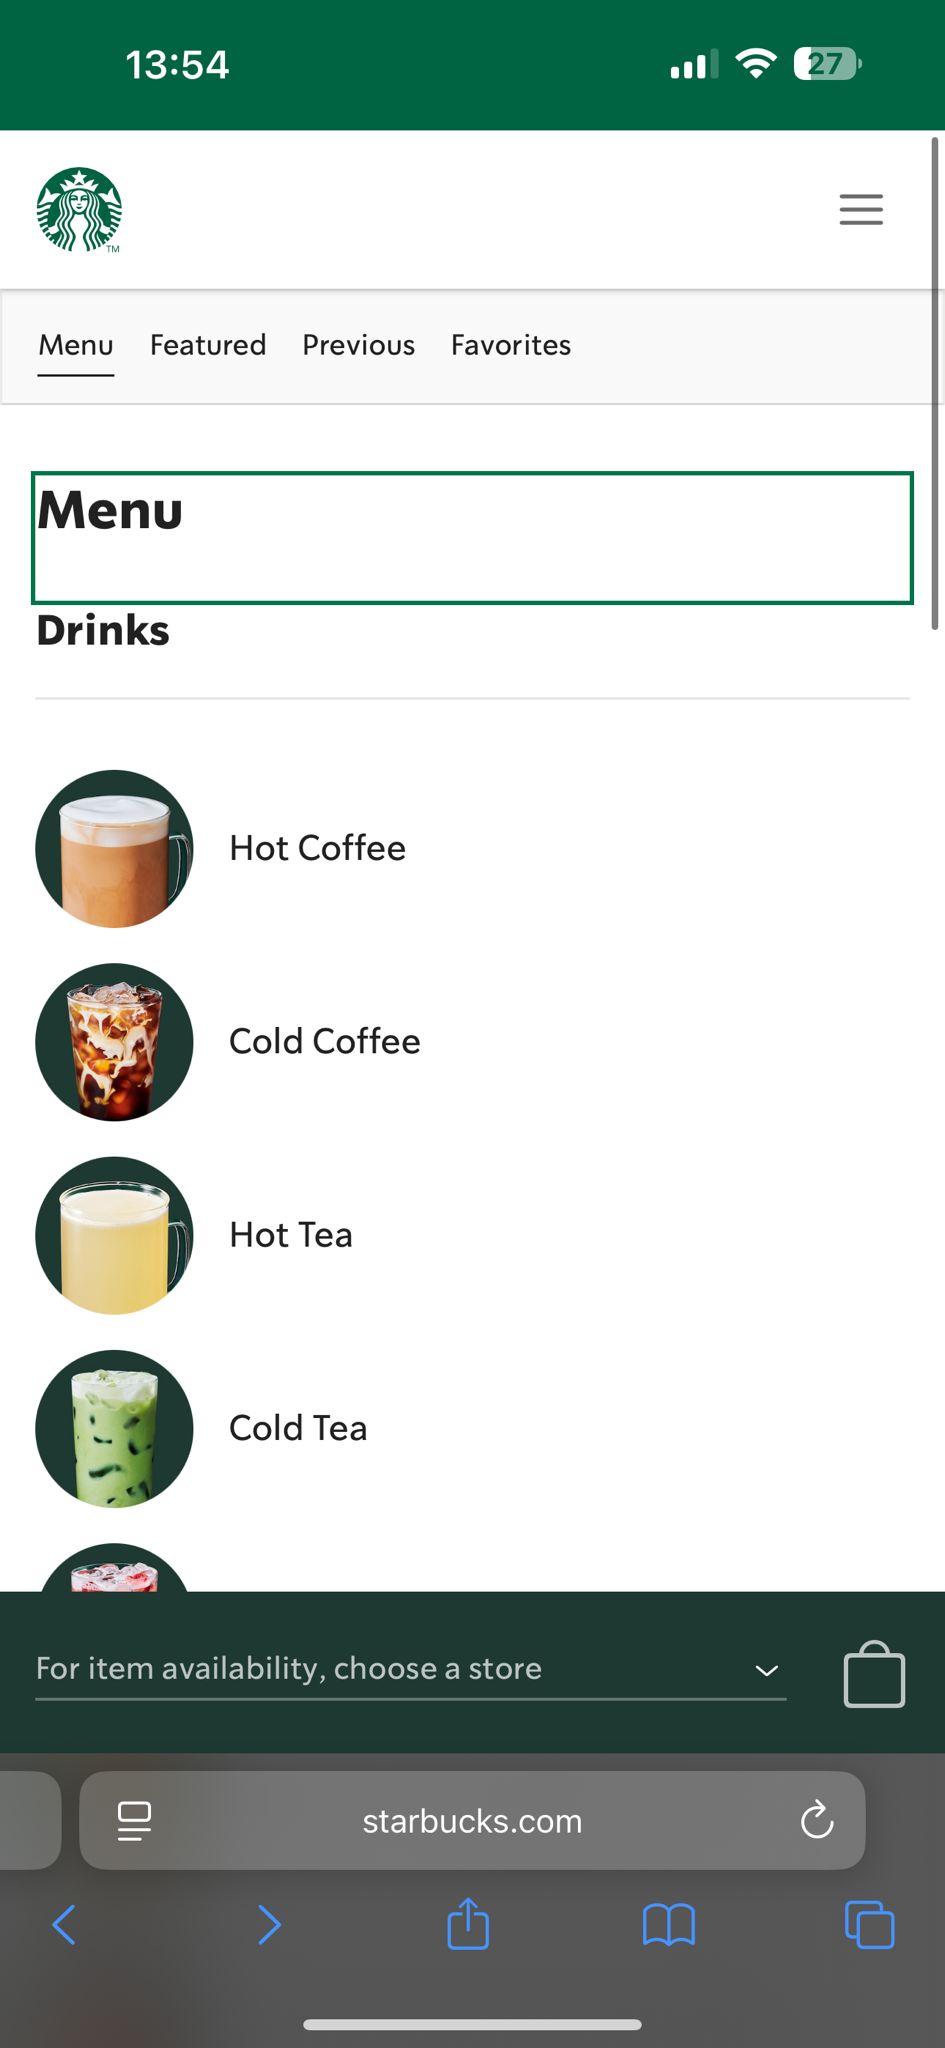 13:54
27
TM
Menu
Featured
Previous
Favorites
Menu
Drinks
Hot Coffee
Cold Coffee
Hot Tea
Cold Tea
For item availability, choose a store
starbucks.com